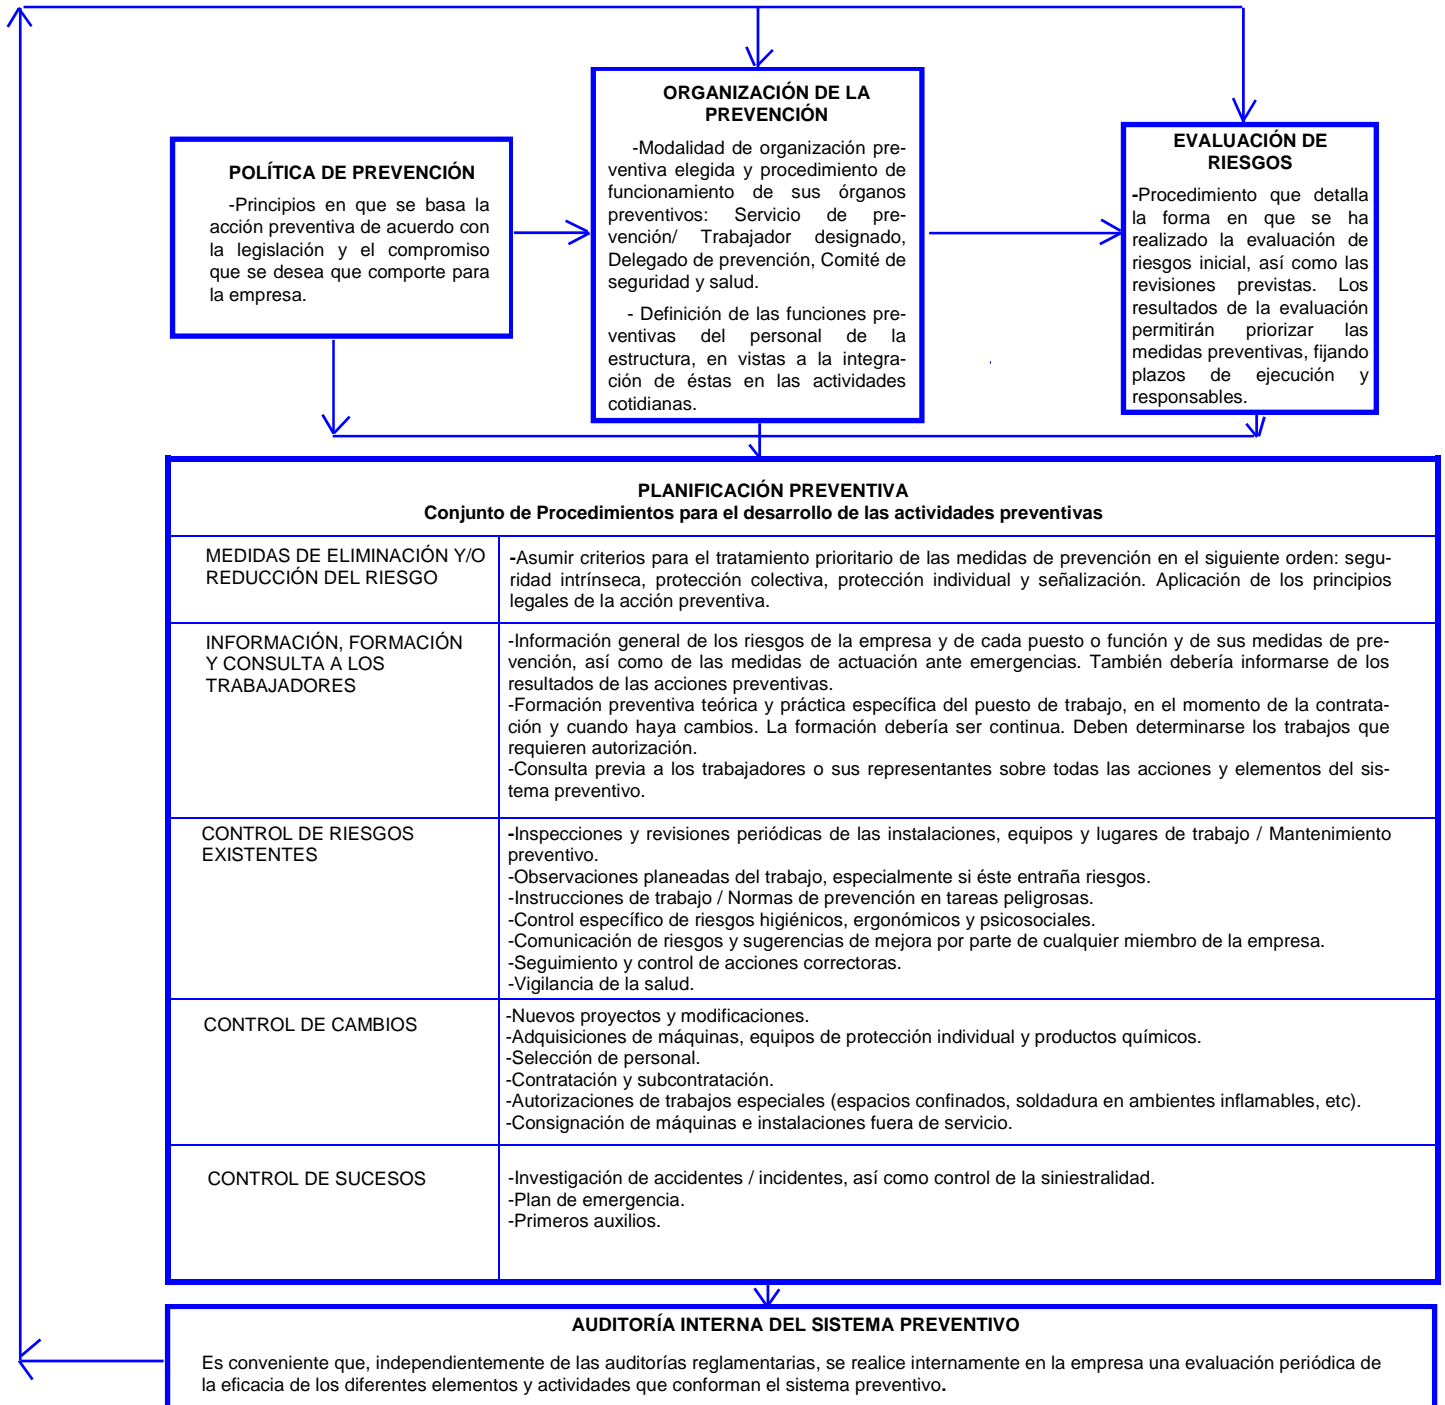 POLÍTICA DE PREVENCIÓN
-Principios en que se basa la
acción preventiva de acuerdo con
la legislación y el compromiso
que se desea que comporte para
la empresa.
ORGANIZACIÓN DE LA
PREVENCIÓN
-Modalidad de organización pre-
ventiva elegida y procedimiento de
funcionamiento de sus órganos
preventivos: Servicio de pre-
vención/ Trabajador designado,
Delegado de prevención, Comité de
seguridad y salud.
- Definición de las funciones pre-
ventivas del personal de la
estructura, en vistas a la integra-
ción de éstas en las actividades
cotidianas.
EVALUACIÓN DE
RIESGOS
-Procedimiento que detalla
la forma en que se ha
realizado la evaluación de
riesgos inicial, así como las
revisiones previstas. Los
resultados de la evaluación
permitirán priorizar las
medidas preventivas, fijando
plazos de ejecución y
responsables.
PLANIFICACIÓN PREVENTIVA
Conjunto de Procedimientos para el desarrollo de las actividades preventivas
MEDIDAS DE ELIMINACIÓN Y/O
REDUCCIÓN DEL RIESGO
-Asumir criterios para el tratamiento prioritario de las medidas de prevención en el siguiente orden: segu-
ridad intrínseca, protección colectiva, protección individual y señalización. Aplicación de los principios
legales de la acción preventiva.
INFORMACIÓN, FORMACIÓN
Y CONSULTA A LOS
TRABAJADORES
-Información general de los riesgos de la empresa y de cada puesto o función y de sus medidas de pre-
vención, así como de las medidas de actuación ante emergencias. También debería informarse de los
resultados de las acciones preventivas.
-Formación preventiva teórica y práctica específica del puesto de trabajo, en el momento de la contrata-
ción y cuando haya cambios. La formación debería ser continua. Deben determinarse los trabajos que
requieren autorización.
-Consulta previa a los trabajadores o sus representantes sobre todas las acciones y elementos del sis-
tema preventivo.
CONTROL DE RIESGOS
EXISTENTES
-Inspecciones y revisiones periódicas de las instalaciones, equipos y lugares de trabajo / Mantenimiento
preventivo.
-Observaciones planeadas del trabajo, especialmente si éste entraña riesgos.
-Instrucciones de trabajo / Normas de prevención en tareas peligrosas.
-Control específico de riesgos higiénicos, ergonómicos y psicosociales.
-Comunicación de riesgos y sugerencias de mejora por parte de cualquier miembro de la empresa.
-Seguimiento y control de acciones correctoras.
-Vigilancia de la salud.
CONTROL DE CAMBIOS
-Nuevos proyectos y modificaciones.
-Adquisiciones de máquinas, equipos de protección individual y productos químicos.
-Selección de personal.
-Contratación y subcontratación.
-Autorizaciones de trabajos especiales (espacios confinados, soldadura en ambientes inflamables, etc).
-Consignación de máquinas e instalaciones fuera de servicio.
CONTROL DE SUCESOS
-Investigación de accidentes / incidentes, así como control de la siniestralidad.
-Plan de emergencia.
-Primeros auxilios.
AUDITORÍA INTERNA DEL SISTEMA PREVENTIVO
Es conveniente que, independientemente de las auditorías reglamentarias, se realice internamente en la empresa una evaluación periódica de
la eficacia de los diferentes elementos y actividades que conforman el sistema preventivo.